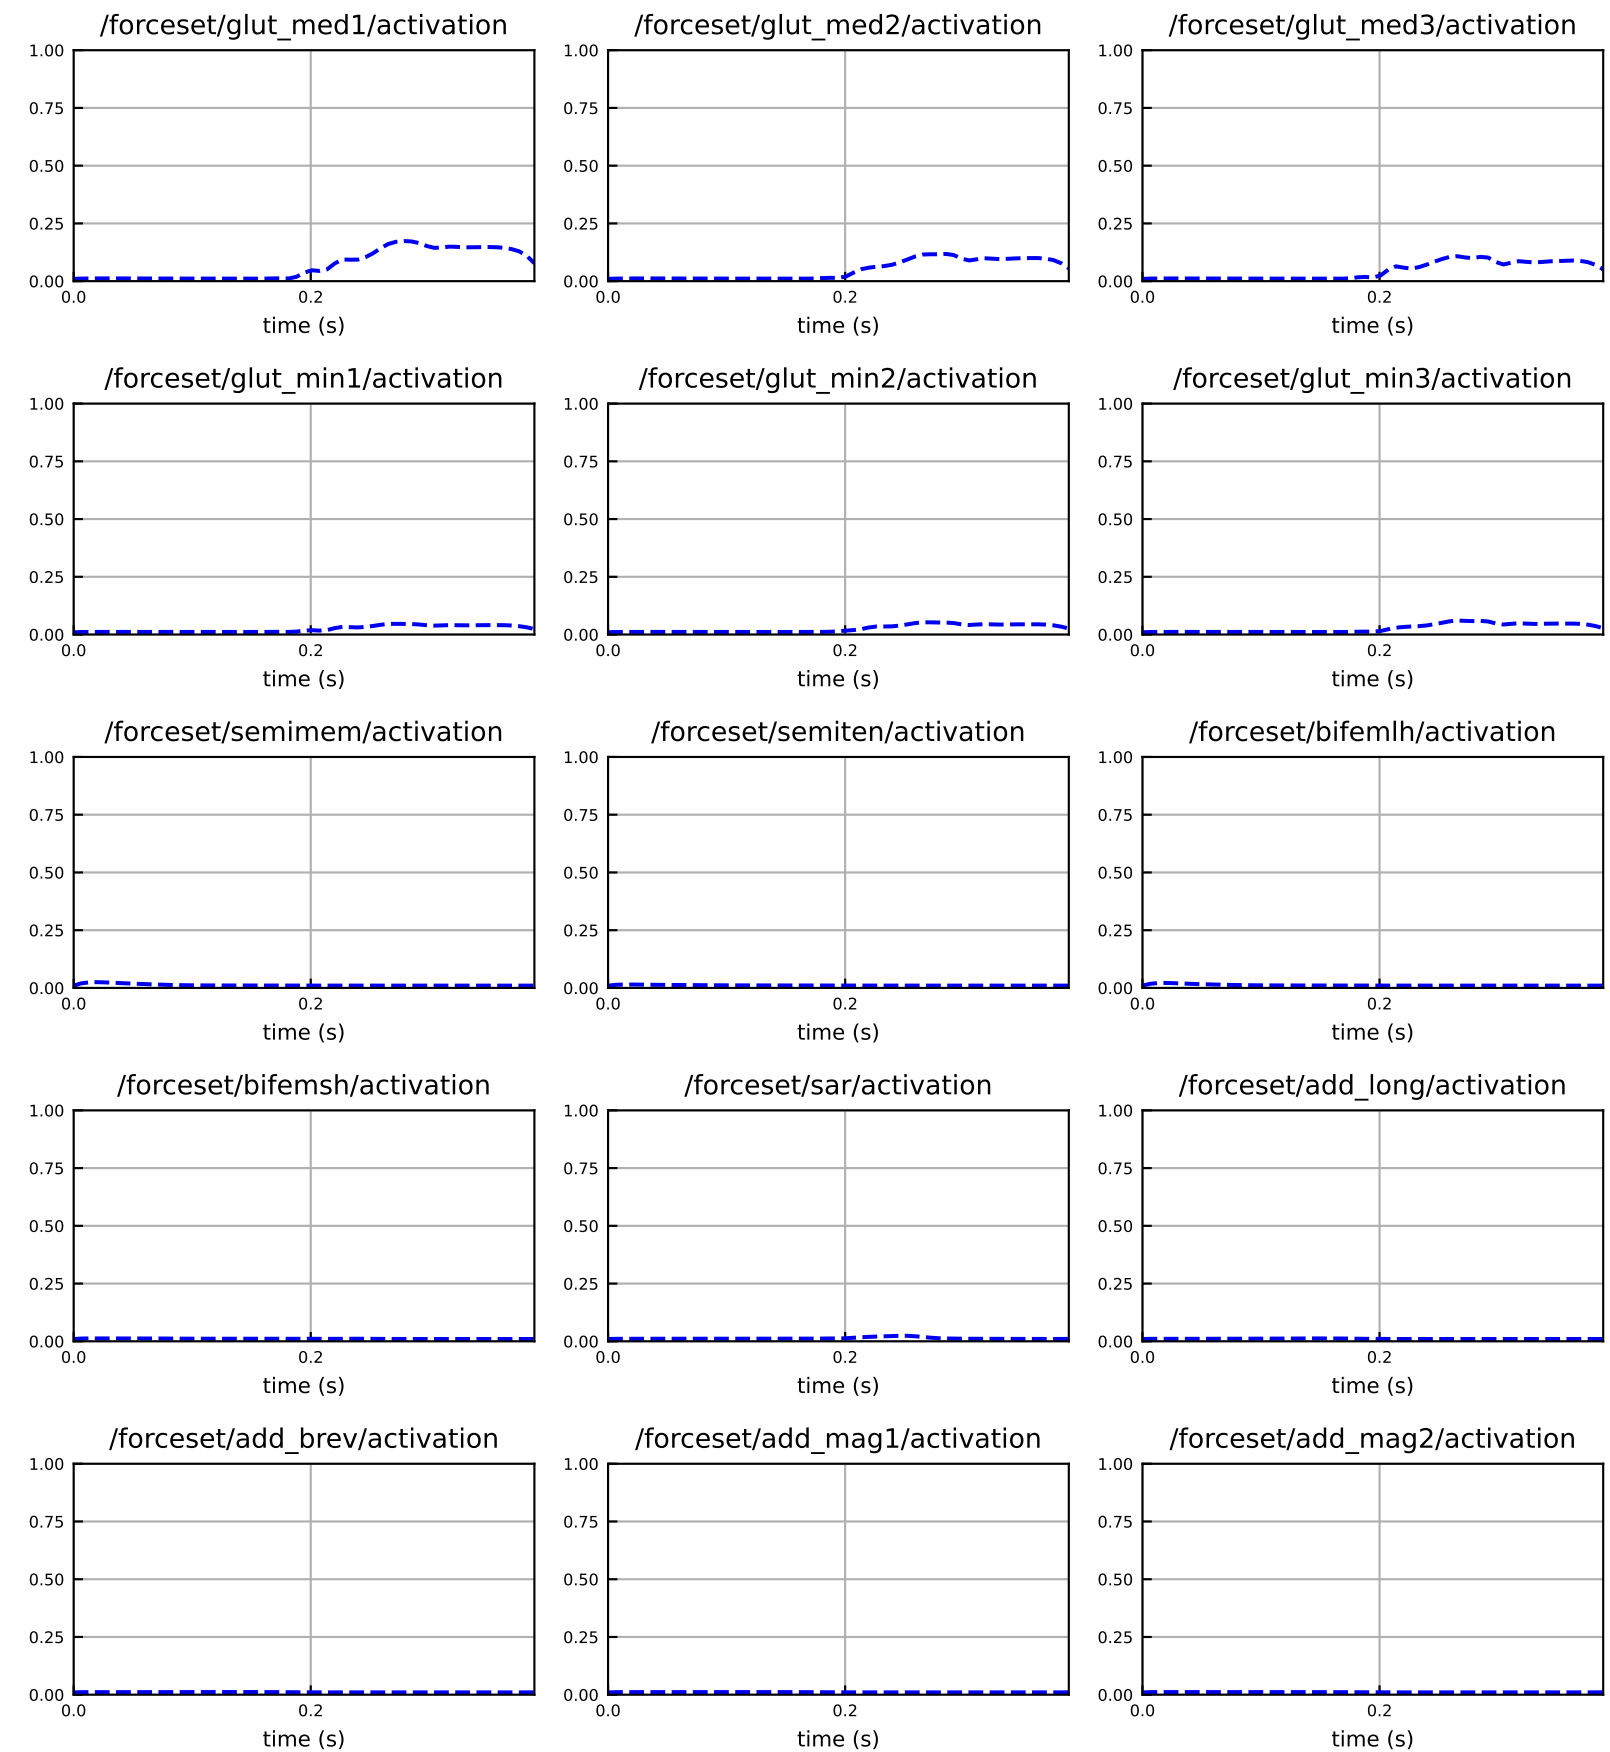 /forceset/glut_med1/activation /forceset/glut_med2/activation /forceset/glut_med3/activation
1.00 1.00 1.00
0.75 0.75 0.75
0.50 0.50 0.50
0.25 0.25 0.25
0.00 0.00 0.00
0.0 0.2 0.0 0.2 0.0 0.2
time (s) time (s) time (s)
/forceset/glut_min1/activation /forceset/glut_min2/activation /forceset/glut_min3/activation
1.00 1.00 1.00
0.75 0.75 0.75
0.50 0.50 0.50
0.25 0.25 0.25
0.00 0.00 0.00
0.0 0.2 0.0 0.2 0.0 0.2
time (s) time (s) time (s)
/forceset/semimem/activation /forceset/semiten/activation /forceset/bifemlh/activation
1.00 1.00 1.00
0.75 0.75 0.75
0.50 0.50 0.50
0.25 0.25 0.25
0.00 0.00 0.00
0.0 0.2 0.0 0.2 0.0 0.2
time (s) time (s) time (s)
/forceset/bifemsh/activation /forceset/sar/activation /forceset/add_long/activation
1.00 1.00 1.00
0.75 0.75 0.75
0.50 0.50 0.50
0.25 0.25 0.25
0.00 0.00 0.00
0.0 0.2 0.0 0.2 0.0 0.2
time (s) time (s) time (s)
/forceset/add_brev/activation /forceset/add_mag1/activation /forceset/add_mag2/activation
1.00 1.00 1.00
0.75 0.75 0.75
0.50 0.50 0.50
0.25 0.25 0.25
0.00 0.00 0.00
0.0 0.2 0.0 0.2 0.0 0.2
time (s) time (s) time (s)